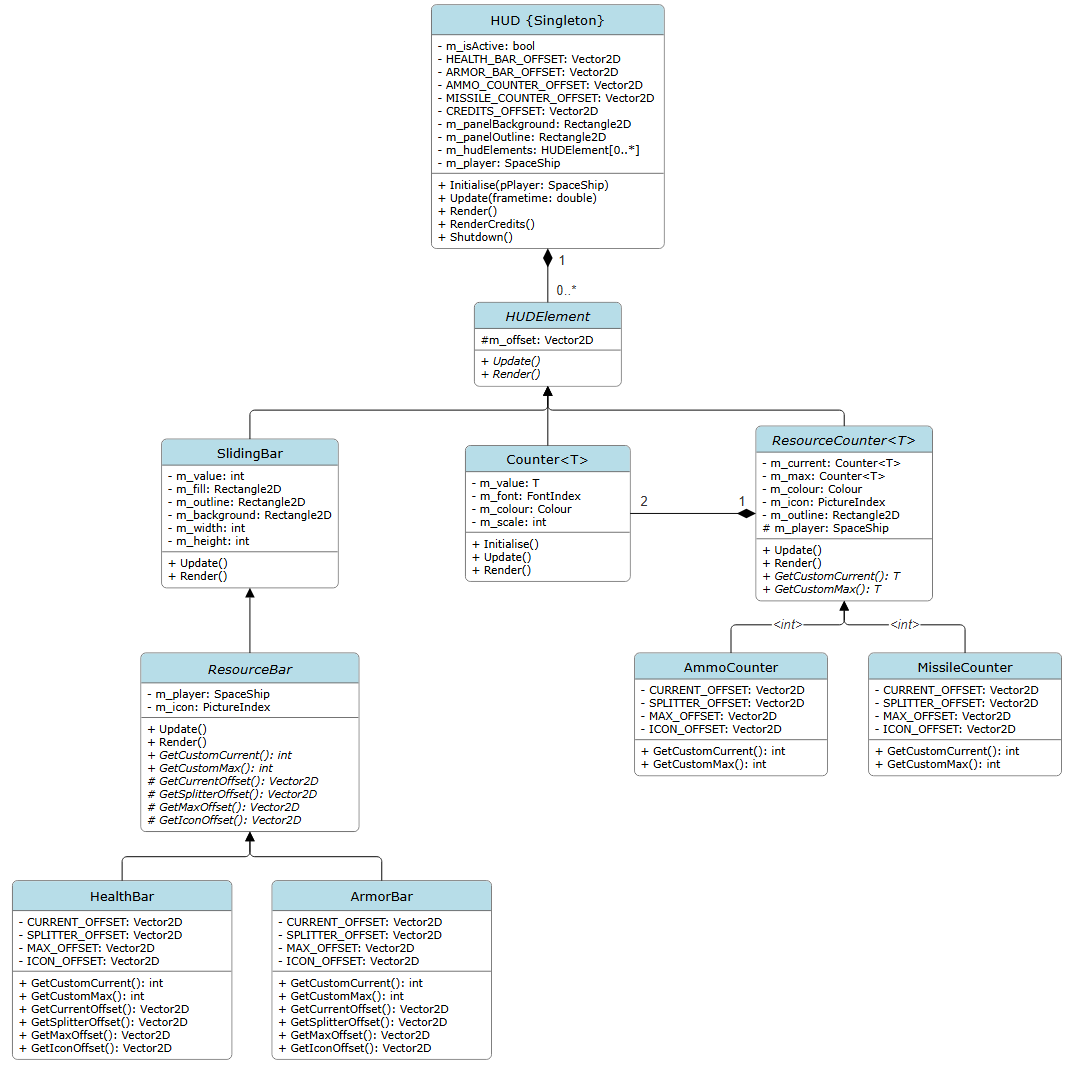 HUD {Singleton}
- m_isActive: bool
- HEALTH_BAR_OFFSET: Vector2D
- ARMOR_BAR_OFFSET: Vector2D
- AMMO_COUNTER_OFFSET: Vector2D
- MISSILE_COUNTER_OFFSET: Vector2D
- CREDITS_OFFSET: Vector2D
- m_panelBackground: Rectangle2D
- m_panelOutline: Rectangle2D
- m_hudElements: HUDElement[0..*]
- m_player: SpaceShip
+ Initialise(pPlayer: SpaceShip)
+ Update(frametime: double)
+ Render()
+ RenderCredits()
+ Shutdown()
1
0..*
HUDElement
#m_offset: Vector2D
+ Update()
+ Render()
SlidingBar
- m_value: int
- m_fill: Rectangle2D
- m_outline: Rectangle2D
- m_background: Rectangle2D
- m_width: int
- m_height: int
+ Update()
+ Render()
Counter<T>
- m_value: T
- m_font: FontIndex
- m_colour: Colour
- m_scale: int
+ Initialise()
+ Update()
+ Render()
2
1
ResourceCounter<T>
- m_current: Counter<T>
- m_max: Counter<T>
- m_colour: Colour
- m_icon: PictureIndex
- m_outline: Rectangle2D
# m_player: SpaceShip
+ Update()
+ Render()
+ GetCustomCurrent(): T
+ GetCustomMax(): T
<int>
<int>
ResourceBar
- m_player: SpaceShip
- m_icon: PictureIndex
+ Update()
+ Render()
+ GetCustomCurrent(): int
+ GetCustomMax(): int
# GetCurrentOffset(): Vector2D
# GetSplitterOffset(): Vector2D
# GetMaxOffset(): Vector2D
# GetIconOffset(): Vector2D
AmmoCounter
- CURRENT_OFFSET: Vector2D
- SPLITTER_OFFSET: Vector2D
- MAX_OFFSET: Vector2D
- ICON_OFFSET: Vector2D
+ GetCustomCurrent(): int
+ GetCustomMax(): int
MissileCounter
- CURRENT_OFFSET: Vector2D
- SPLITTER_OFFSET: Vector2D
- MAX_OFFSET: Vector2D
- ICON_OFFSET: Vector2D
+ GetCustomCurrent(): int
+ GetCustomMax(): int
HealthBar
- CURRENT_OFFSET: Vector2D
- SPLITTER_OFFSET: Vector2D
- MAX_OFFSET: Vector2D
- ICON_OFFSET: Vector2D
+ GetCustomCurrent(): int
+ GetCustomMax(): int
+ GetCurrentOffset(): Vector2D
+ GetSplitterOffset(): Vector2D
+ GetMaxOffset(): Vector2D
+ GetIconOffset(): Vector2D
ArmorBar
- CURRENT_OFFSET: Vector2D
- SPLITTER_OFFSET: Vector2D
- MAX_OFFSET: Vector2D
- ICON_OFFSET: Vector2D
+ GetCustomCurrent(): int
+ GetCustomMax(): int
+ GetCurrentOffset(): Vector2D
+ GetSplitterOffset(): Vector2D
+ GetMaxOffset(): Vector2D
+ GetIconOffset(): Vector2D